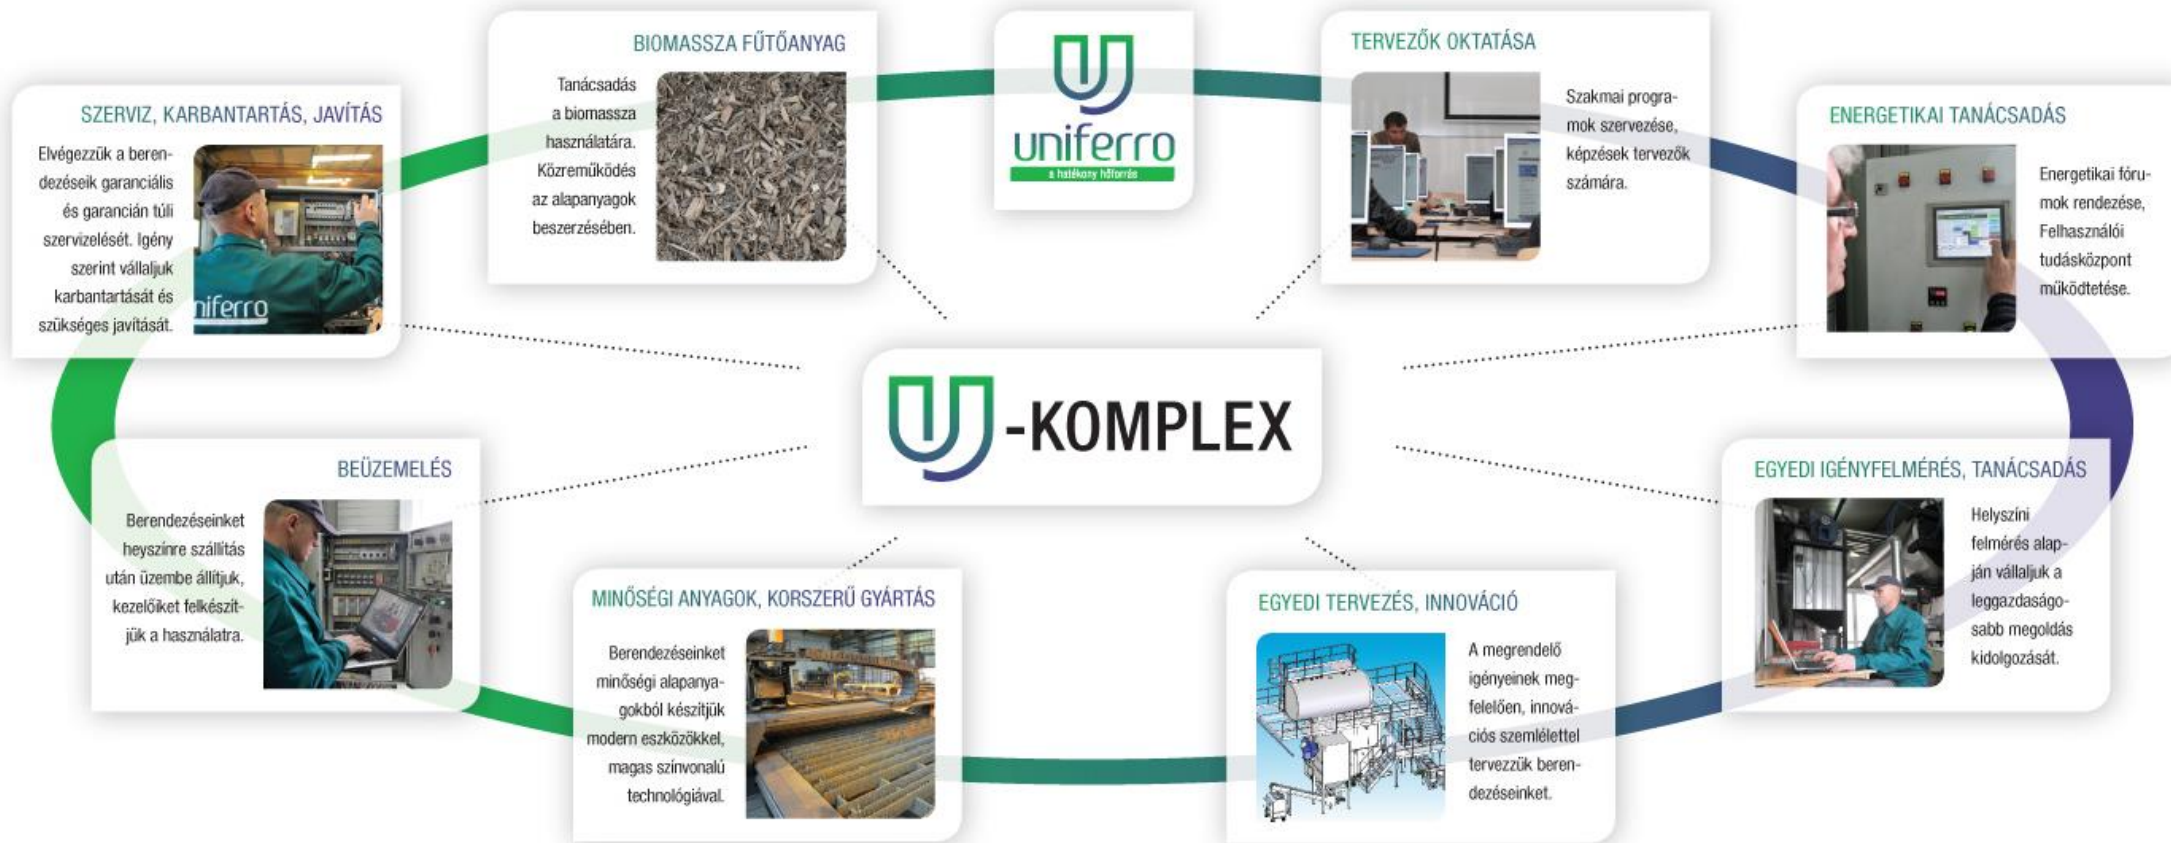 BIOMASSZA FŰTŐANYAG
Tanácsadás
a biomassza
használatára.
Közreműködés
az alapanyagok
beszerzésében.
uniferro
a hatékony hőforrás
TERVEZŐK OKTATÁSA
Szakmai progra-
mok szervezése,
képzések tervezők
számára.
SZERVIZ, KARBANTARTÁS, JAVÍTÁS
Elvégezzük a beren-
dezéseik garanciális
és garancián túli
szervizelését. Igény
szerint vállaljuk
karbantartását és
szükséges javítását.
niferro
ENERGETIKAI TANÁCSADÁS
Energetikai fóru-
mok rendezése,
Felhasználói
tudásközpont
működtetése.
U-KOMPLEX
BEÜZEMELÉS
Berendezéseinket
heyszínre szállítás
után üzembe állítjuk,
kezelőiket felkészít-
jük a használatra.
MINŐSÉGI ANYAGOK, KORSZERŰ GYÁRTÁS
Berendezéseinket
minőségi alapanya-
gokból készítjük
modern eszközökkel,
magas színvonalú
technológiával.
EGYEDI TERVEZÉS, INNOVÁCIÓ
A megrendelő
igényeinek meg-
felelően, innová-
ciós szemlélettel
tervezzük beren-
dezéseinket.
EGYEDI IGÉNYFELMÉRÉS, TANÁCSADÁS
Helyszíni
felmérés alap-
ján vállaljuk a
leggazdaságo-
sabb megoldás
kidolgozását.